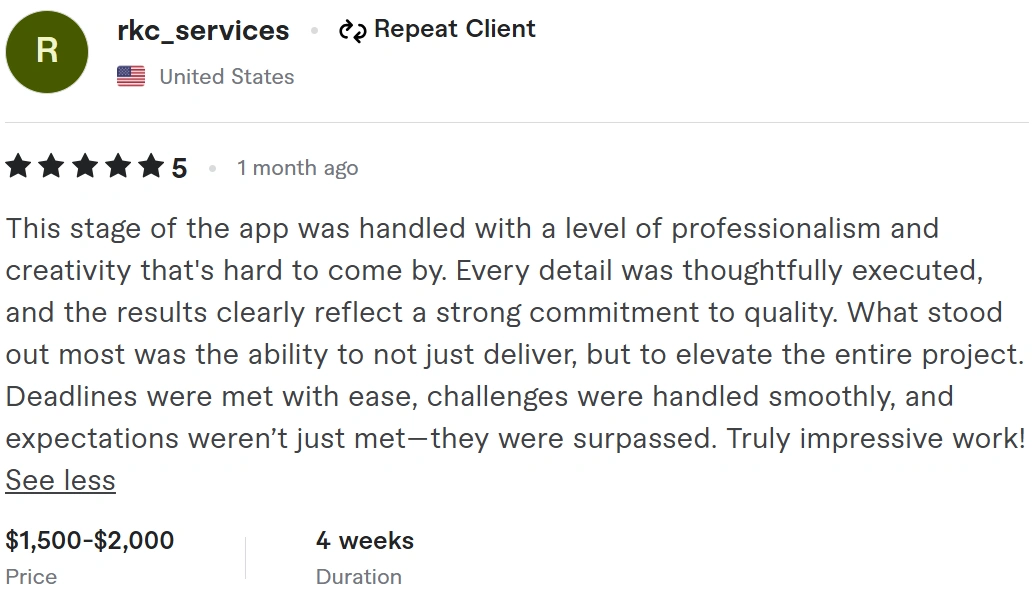 R
rkc_services • Repeat Client
United States
5 • 1 month ago
This stage of the app was handled with a level of professionalism and
creativity that's hard to come by. Every detail was thoughtfully executed,
and the results clearly reflect a strong commitment to quality. What stood
out most was the ability to not just deliver, but to elevate the entire project.
Deadlines were met with ease, challenges were handled smoothly, and
expectations weren’t just met—they were surpassed. Truly impressive work!
See less
$1,500-$2,000 4 weeks
Price Duration